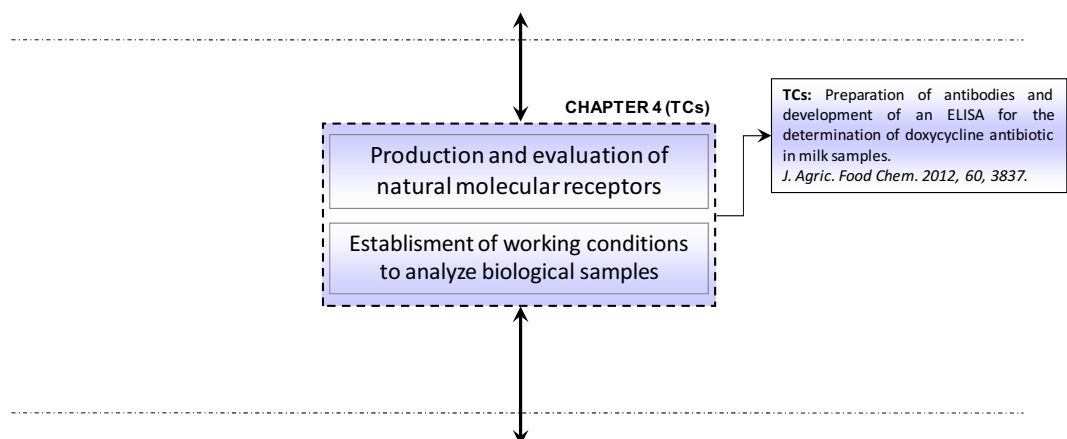 CHAPTER 4 (TCs)
Production and evaluation of
natural molecular receptors
Establisment of working conditions
to analyze biological samples
TCs: Preparation of antibodies and
development of an ELISA for the
determination of doxycycline antibiotic
in milk samples.
J. Agric. Food Chem. 2012, 60, 3837.